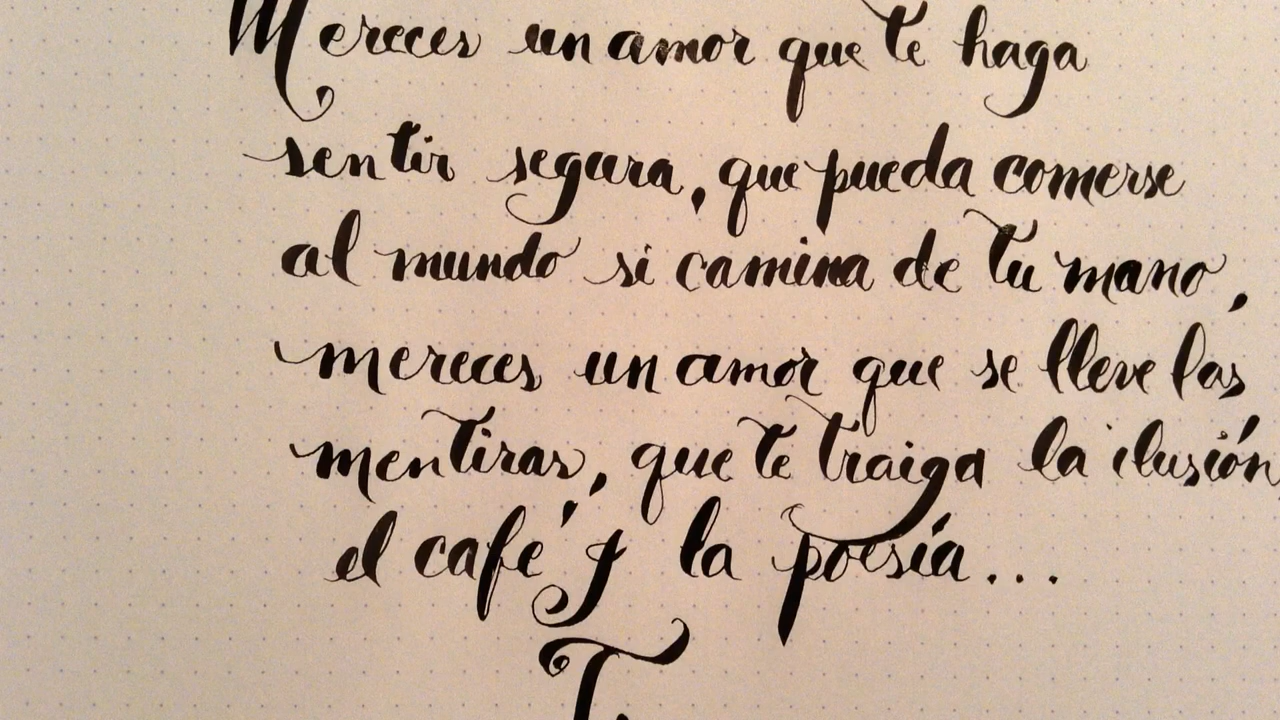 Mereces un amor que te haga
sentir segura, que pueda comerse
al mundo si camina de tu mano,
mereces un amor que se lleve las
mentiras, que te traiga la ilusión,
el café y la poesía...